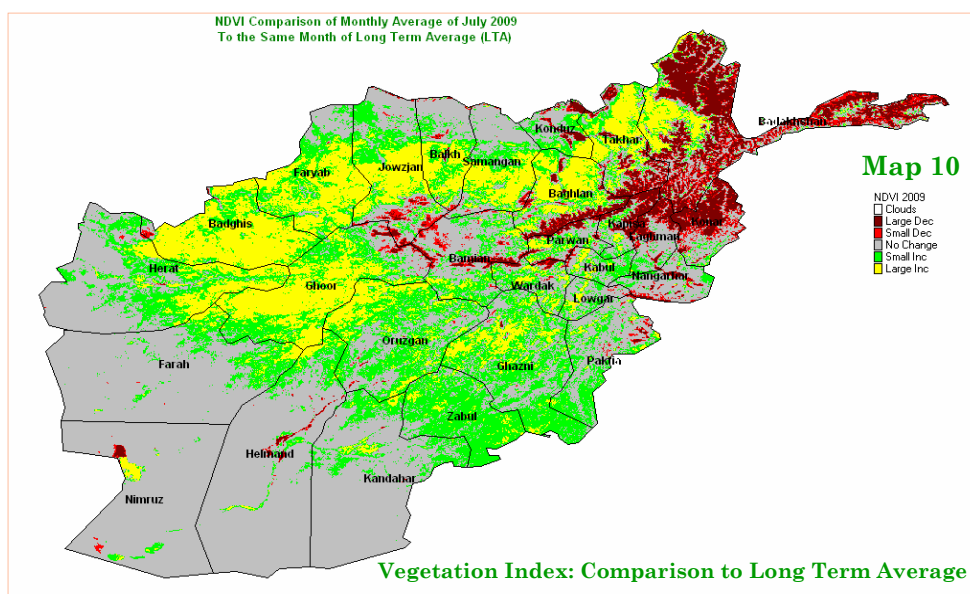 NDVI Comparison of Monthly Average of July 2009
To the Same Month of Long Term Average (LTA)
Badakhshan
Konduz
Takhar
Balkh
Samangan
Jowzjan
Faryab
Baghlan
Map 10
NDVI 2009
Clouds
Large Dec
Small Dec
No Change
Small Inc
Large Inc
Badghis
Kapisa
Konar
Laghman
Parwan
Bamian
Kabul
Herat
Nangarhar
Ghoor
Wardak
Lowgar
Oruzgan
Farah
Ghazni
Paktia
Zabul
Helmand
Kandahar
Nimruz
Vegetation Index: Comparison to Long Term Average